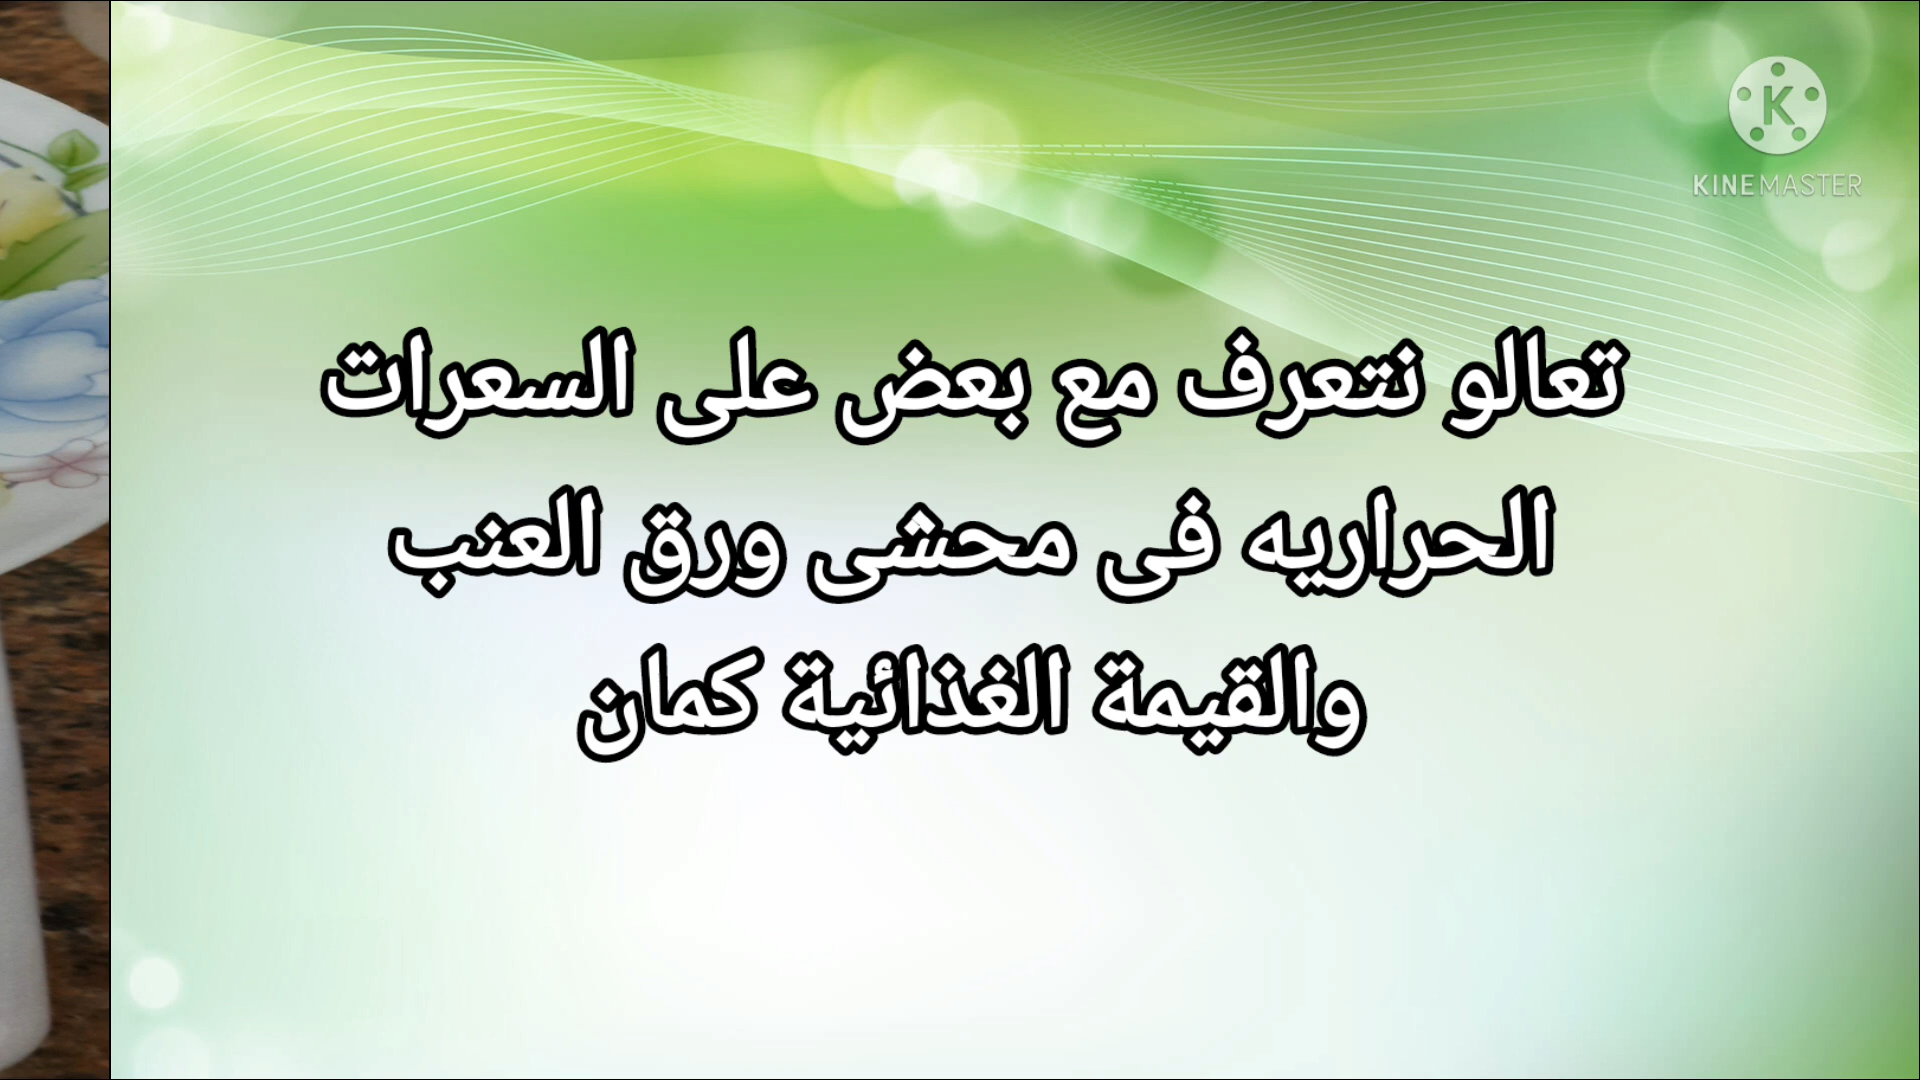 KINEMASTER
تعالو نتعرف مع بعض على السعرات
الحراريه فى محشى ورق العنب
والقيمة الغذائية كمان